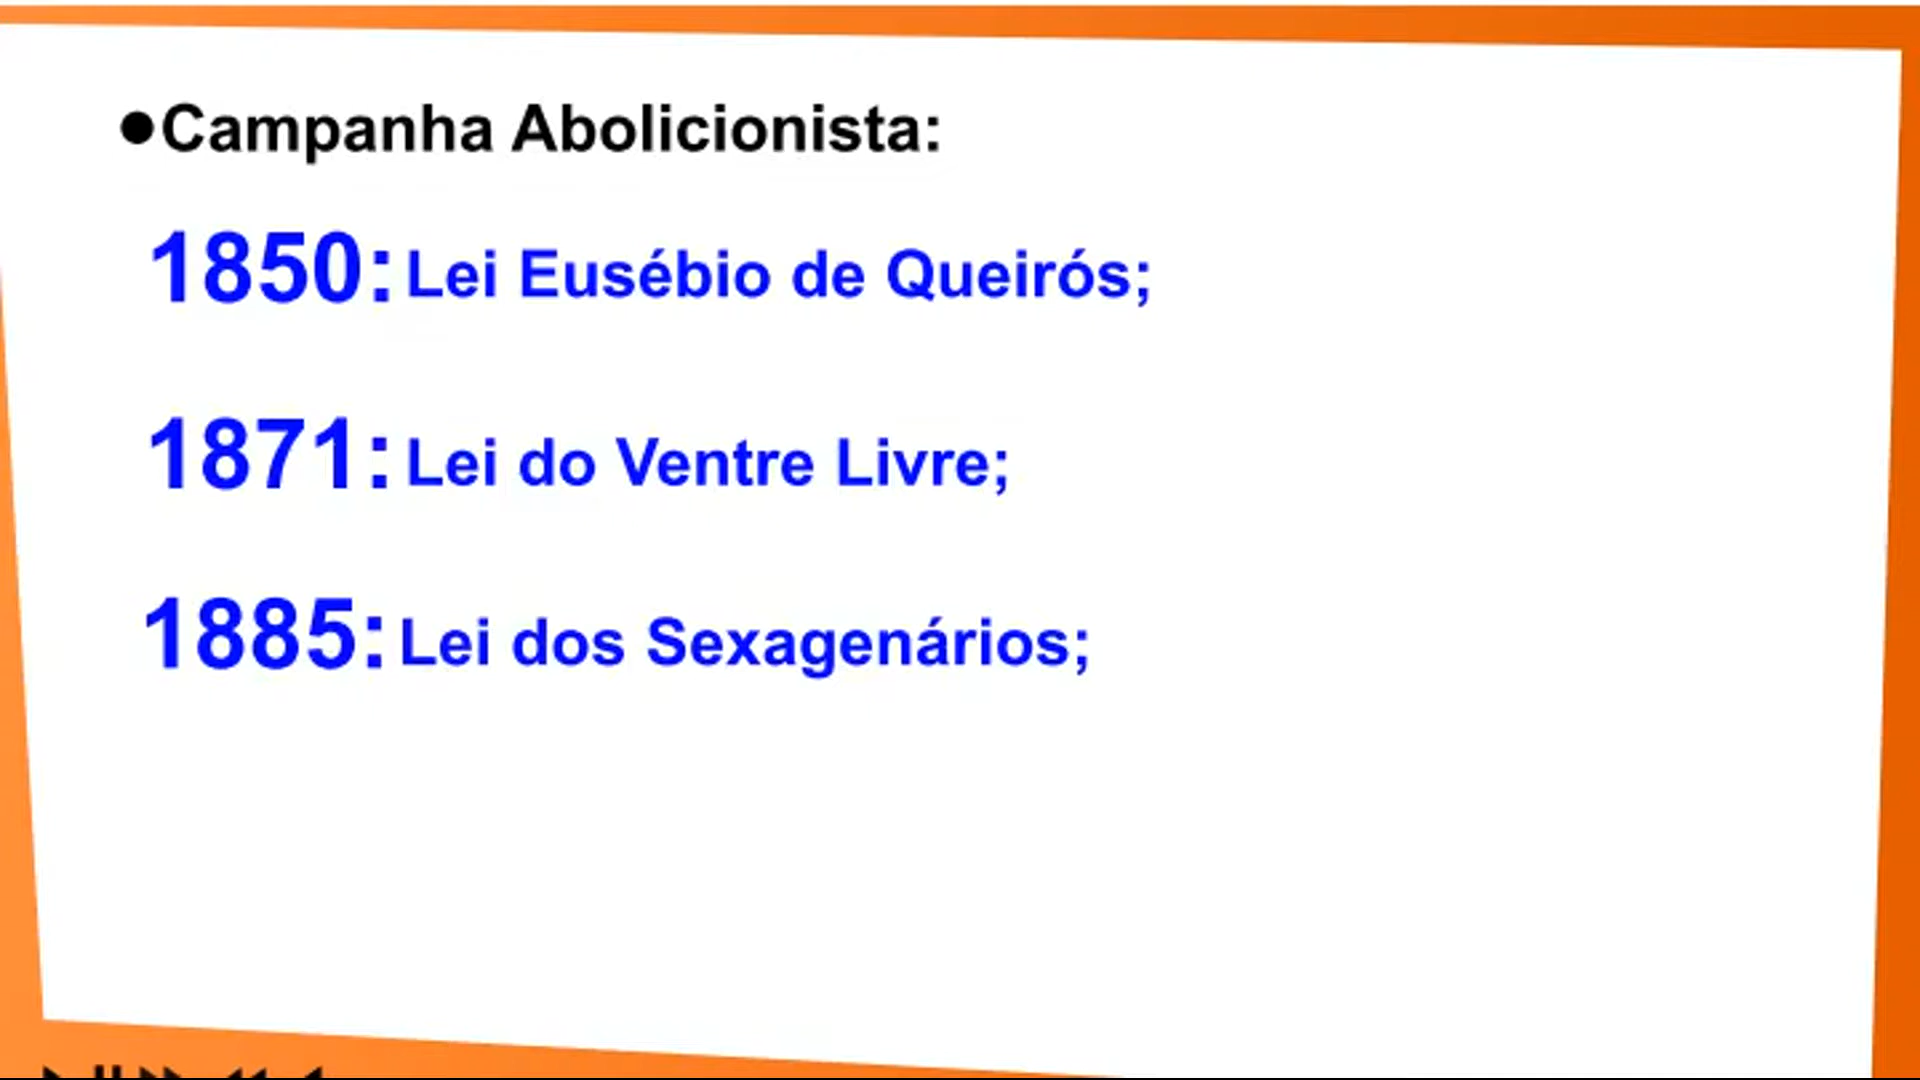 ●Campanha Abolicionista:
1850: Lei Eusébio de Queirós;
1871: Lei do Ventre Livre;
1885: Lei dos Sexagenários;